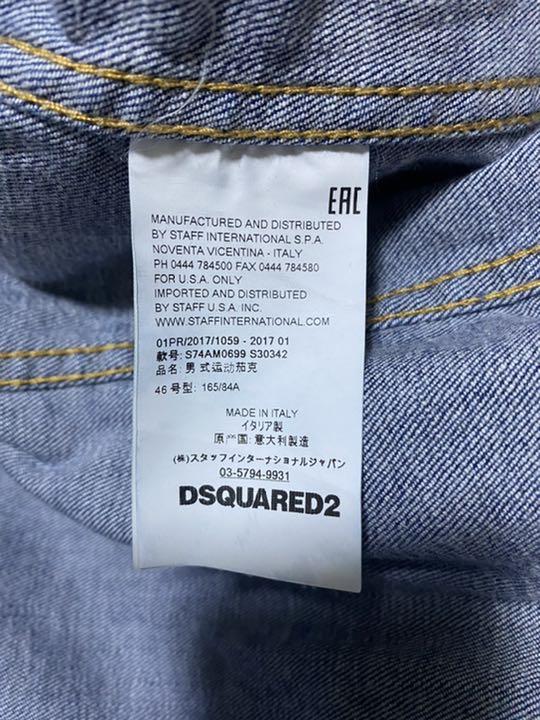 EAC
MANUFACTURED AND DISTRIBUTED
BY STAFF INTERNATIONAL S.P.A.
NOVENTA VICENTINA - ITALY
PH 0444 784500 FAX 0444 784580
FOR U.S.A. ONLY
IMPORTED AND DISTRIBUTED
BY STAFF U.S.A. INC.
WWW.STAFFINTERNATIONAL.COM
01PR/2017/1059 - 2017 01
款号: S74AM0699 S30342
品名: 男式运动茄克
46 号型: 165/84A
MADE IN ITALY
イタリア製
原 国: 意大利製造
(株)スタッフインターナショナルジャパン
03-5794-9931
DSQUARED2